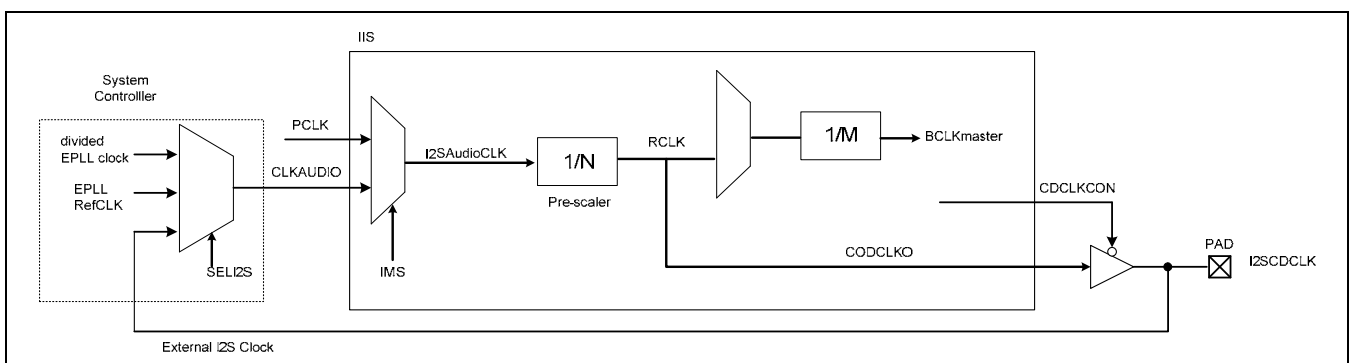 IIS
System
Controlller
divided
EPLL clock
EPLL
RefCLK
SELI2S
CLKAUDIO
PCLK
IMS
I2SAudioCLK
1/N
Pre-scaler
RCLK
1/M
BCLKmaster
CDCLKCON
CODCLKO
PAD
I2SCDCLK
External I2S Clock